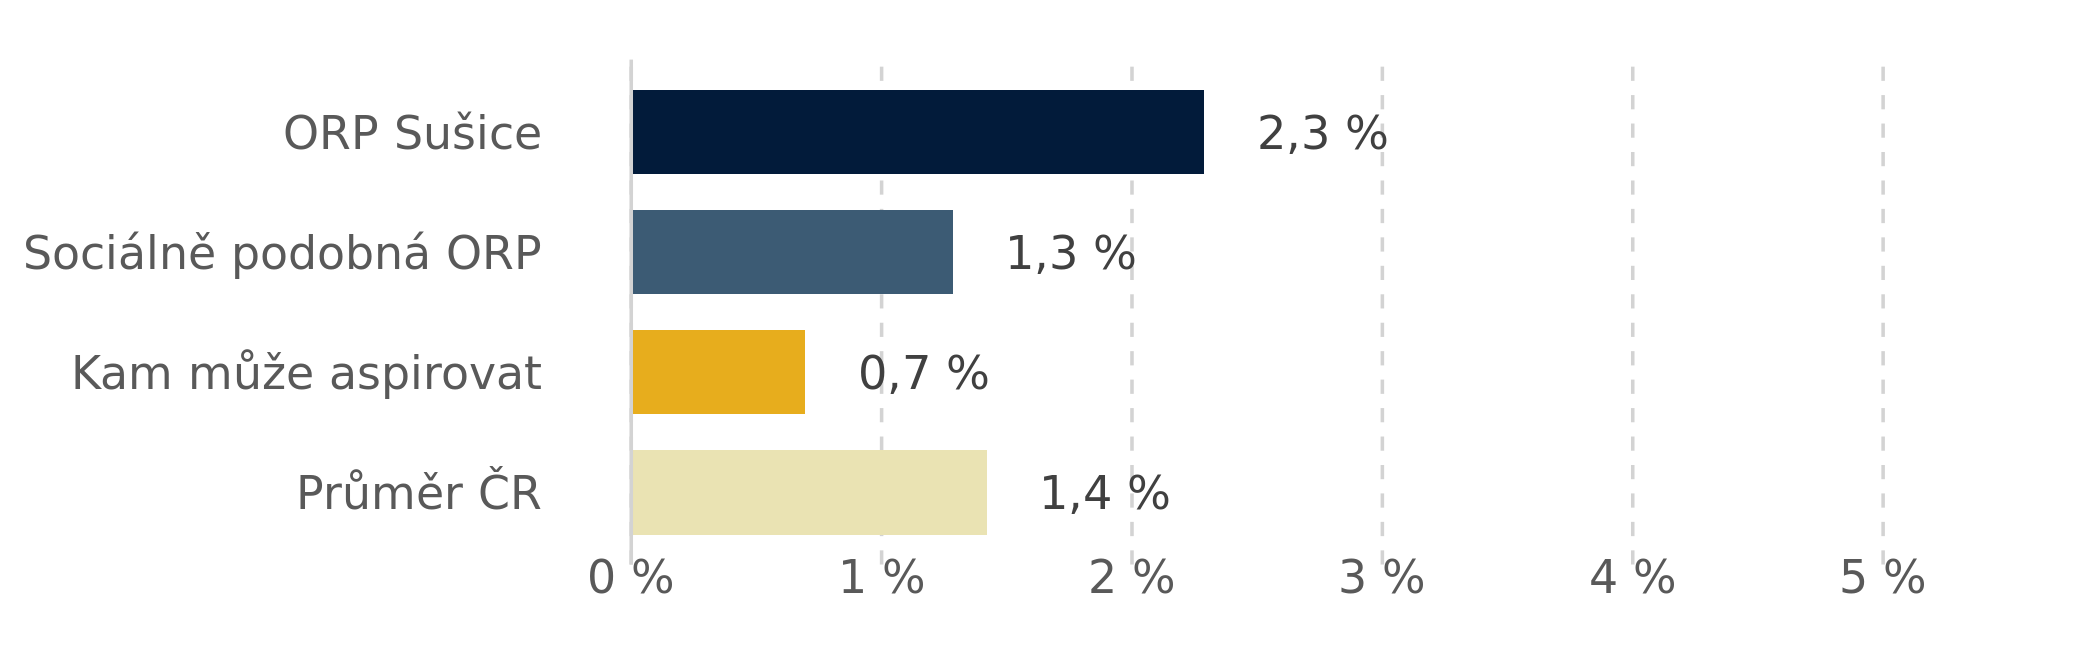 ORP Sušice 2,3 %
Sociálně podobná ORP 1,3 %
Kam může aspirovat 0,7 %
Průměr ČR 1,4 %
0 % 1 % 2 % 3 % 4 % 5 %